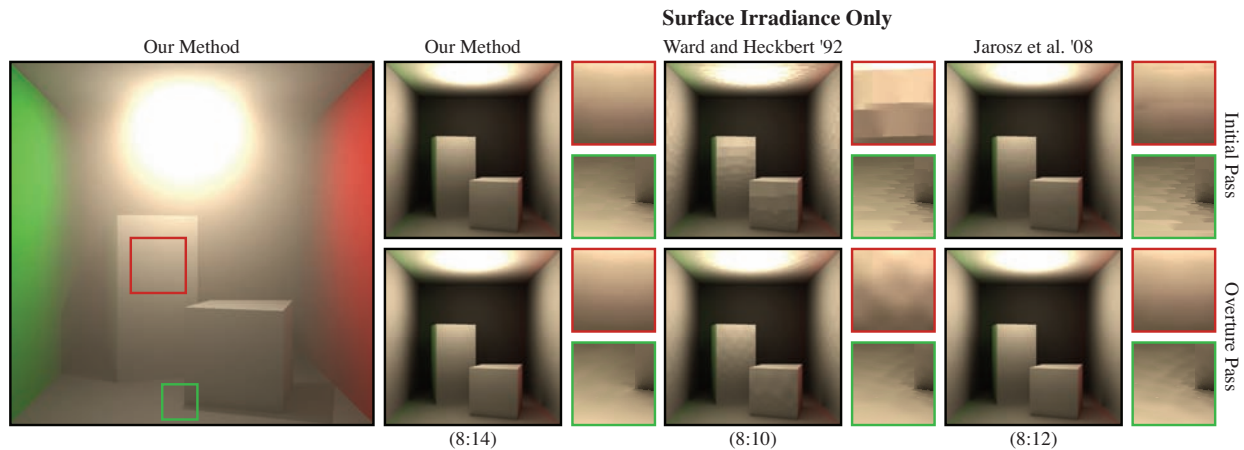 Surface Irradiance Only
Our Method
Our Method
Ward and Heckbert '92
Jarosz et al. '08
Initial Pass
Overture Pass
(8:14)
(8:10)
(8:12)